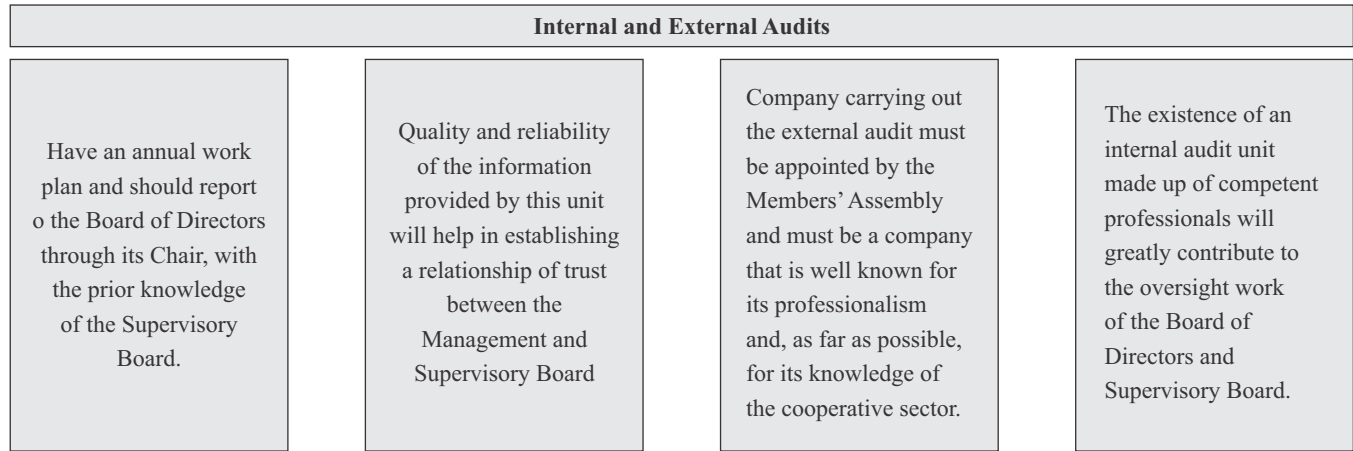 Internal and External Audits
Have an annual work
plan and should report
o the Board of Directors
through its Chair, with
the prior knowledge
of the Supervisory
Board.
Quality and reliability
of the information
provided by this unit
will help in establishing
a relationship of trust
between the
Management and
Supervisory Board
Company carrying out
the external audit must
be appointed by the
Members’ Assembly
and must be a company
that is well known for
its professionalism
and, as far as possible,
for its knowledge of
the cooperative sector.
The existence of an
internal audit unit
made up of competent
professionals will
greatly contribute to
the oversight work
of the Board of
Directors and
Supervisory Board.